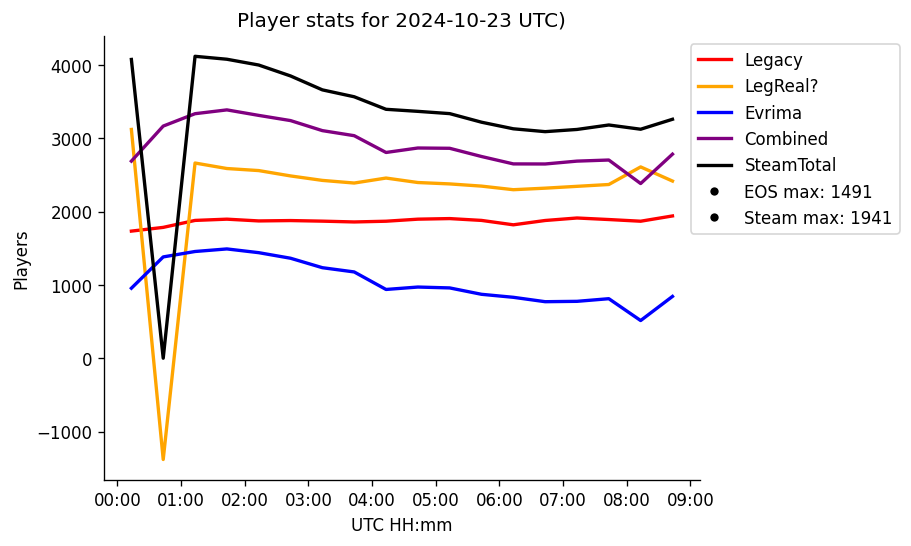 Player stats for 2024-10-23 UTC)
Legacy
LegReal?
Evrima
Combined
SteamTotal
EOS max: 1491
Steam max: 1941
4000
3000
2000
1000
0
−1000
Players
00:00 01:00 02:00 03:00 04:00 05:00 06:00 07:00 08:00 09:00
UTC HH:mm